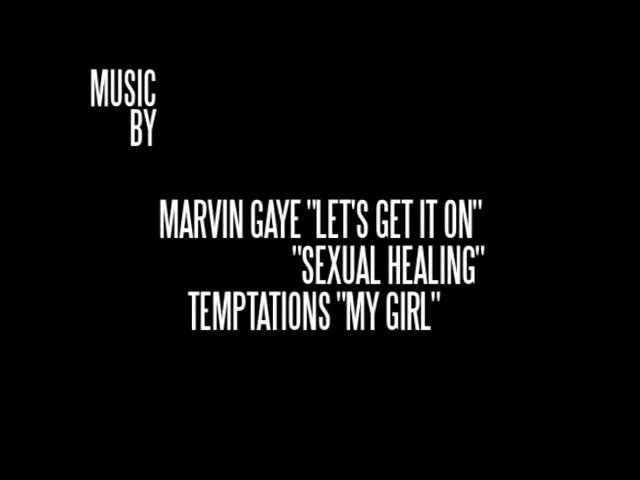 MUSIC
BY
MARVIN GAYE "LET'S GET IT ON"
"SEXUAL HEALING"
TEMPTATIONS "MY GIRL"